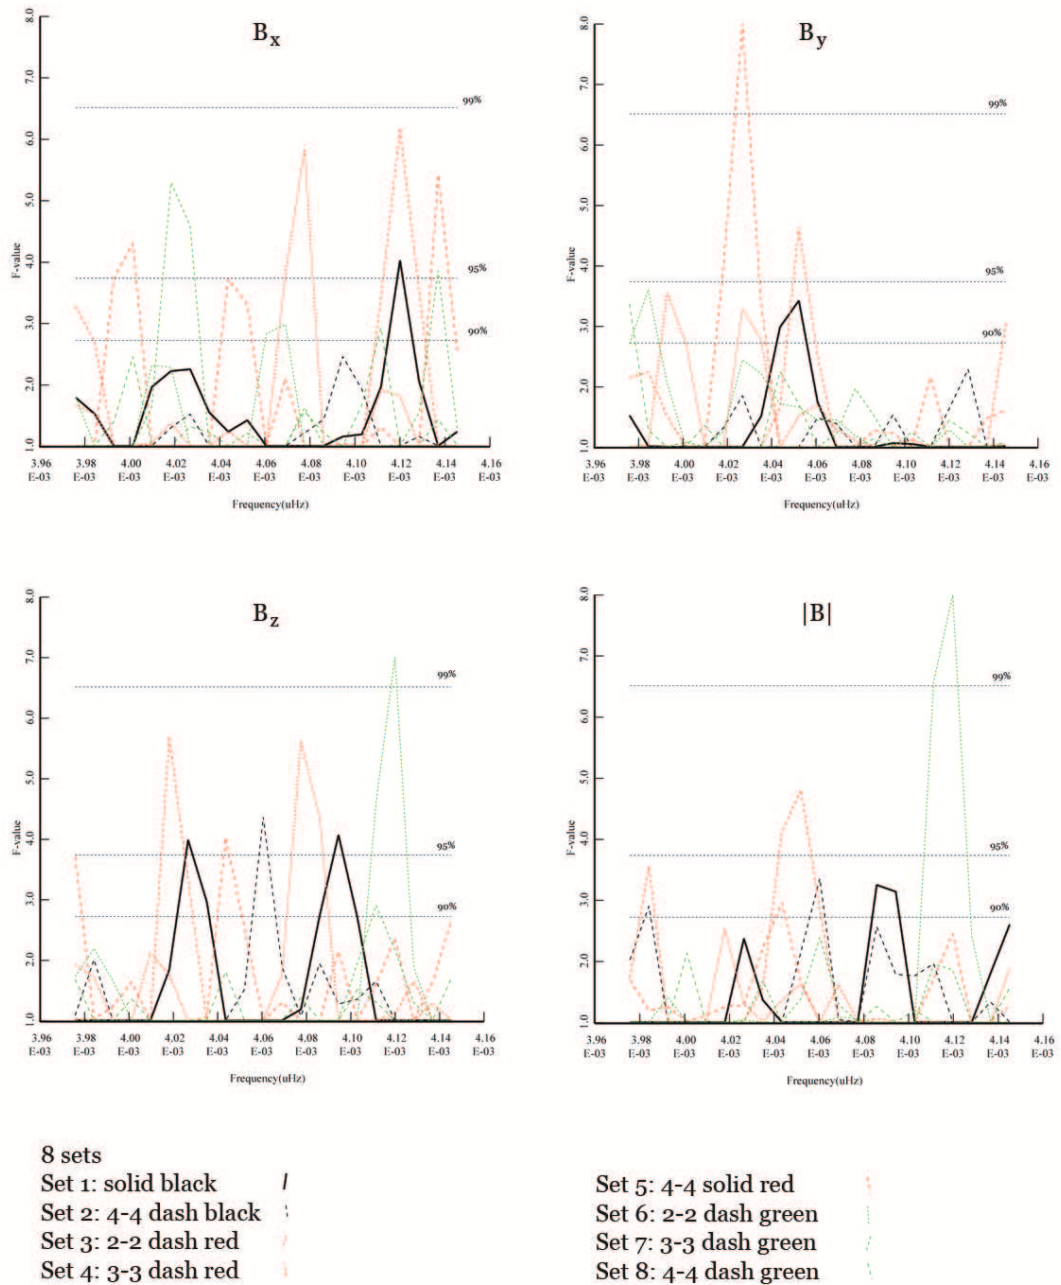 B_x
8.0
7.0
6.0
5.0
4.0
3.0
2.0
1.0
F-value
99%
95%
90%
3.96 3.98 4.00 4.02 4.04 4.06 4.08 4.10 4.12 4.14 4.16
E-03 E-03 E-03 E-03 E-03 E-03 E-03 E-03 E-03 E-03 E-03
Frequency(uHz)
B_y
8.0
7.0
6.0
5.0
4.0
3.0
2.0
1.0
F-value
99%
95%
90%
3.96 3.98 4.00 4.02 4.04 4.06 4.08 4.10 4.12 4.14 4.16
E-03 E-03 E-03 E-03 E-03 E-03 E-03 E-03 E-03 E-03 E-03
Frequency(uHz)
B_z
8.0
7.0
6.0
5.0
4.0
3.0
2.0
1.0
F-value
99%
95%
90%
3.96 3.98 4.00 4.02 4.04 4.06 4.08 4.10 4.12 4.14 4.16
E-03 E-03 E-03 E-03 E-03 E-03 E-03 E-03 E-03 E-03 E-03
Frequency(uHz)
|B|
8.0
7.0
6.0
5.0
4.0
3.0
2.0
1.0
F-value
99%
95%
90%
3.96 3.98 4.00 4.02 4.04 4.06 4.08 4.10 4.12 4.14 4.16
E-03 E-03 E-03 E-03 E-03 E-03 E-03 E-03 E-03 E-03 E-03
Frequency(uHz)
8 sets
Set 1: solid black
Set 2: 4-4 dash black
Set 3: 2-2 dash red
Set 4: 3-3 dash red
Set 5: 4-4 solid red
Set 6: 2-2 dash green
Set 7: 3-3 dash green
Set 8: 4-4 dash green